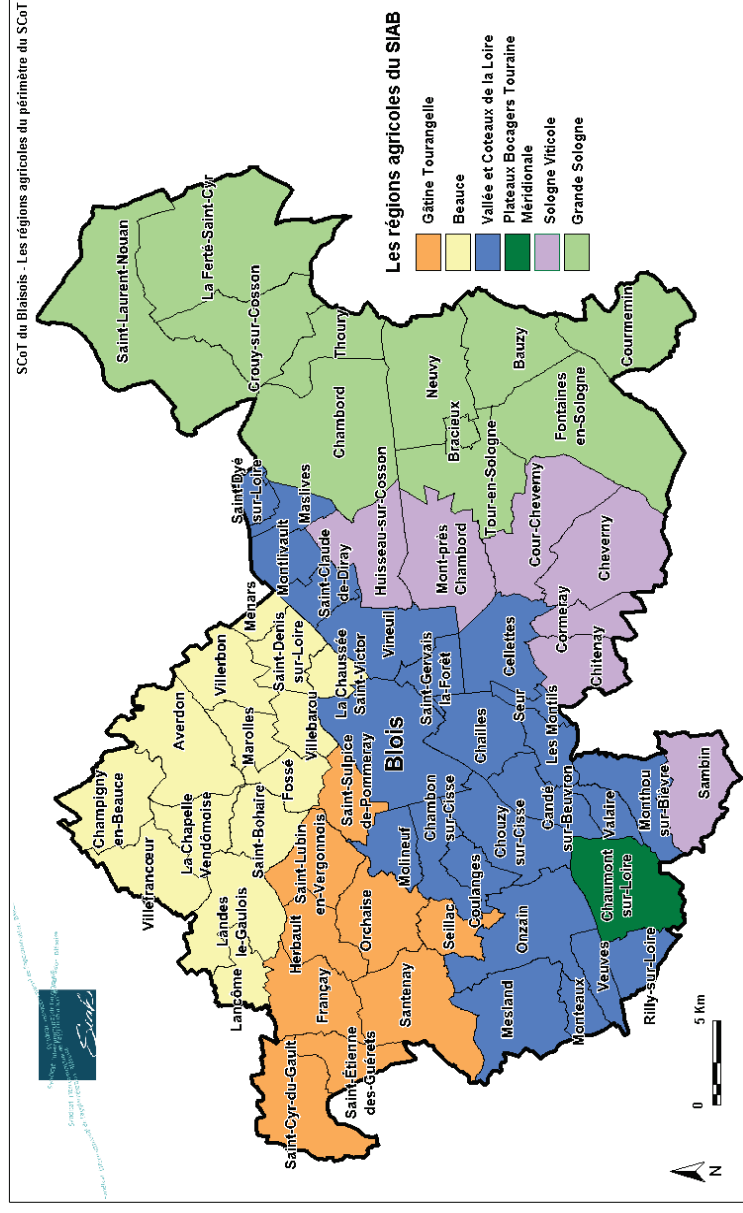 SCoT du Blaisois - Les régions agricoles du périmètre du SCoT
Siab
Saint-Laurent-Nouan
La Ferté-Saint-Cyr
Crouy-sur-Cosson
Thoury
Chambord
Neuvy
Bracieux
Bauzy
Tour-en-Sologne
Fontaines
en-Sologne
Courmemin
Saint-Dyé
sur-Loire
Maslives
Montlivault
Saint-Claude
de-Diray
Huisseau-sur-Cosson
Mont-près
Chambord
Cour-Cheverny
Cheverny
Cormeray
Chitenay
Ménars
Saint-Denis
sur-Loire
Villerbon
Averdon
Marolles
Villebarou
La Chaussée
Saint-Victor
Vineuil
Saint-Gervais
la-Forêt
Cellettes
Champigny
en-Beauce
Villefrancœur
La-Chapelle
Vendômoise
Saint-Bohaire
Fossé
Saint-Sulpice
de-Pommeray
Blois
Chailles
Seur
Les Montils
Landes
le-Gaulois
Lancôme
Herbault
Saint-Lubin
en-Vergonnois
Orchaise
Molineuf
Chambon
sur-Cisse
Chouzy
sur-Cisse
Coulanges
Candé
sur-Beuvron
Valaire
Monthou
sur-Bièvre
Sambin
Françay
Santenay
Seillac
Onzain
Chaumont
sur-Loire
Saint-Cyr-du-Gault
Saint-Étienne
des-Guérets
Mesland
Monteaux
Veuves
Rilly-sur-Loire
Les régions agricoles du SIAB
Gâtine Tourangelle
Beauce
Vallée et Coteaux de la Loire
Plateaux Bocagers Touraine
Méridionale
Sologne Viticole
Grande Sologne
N
0 5 Km